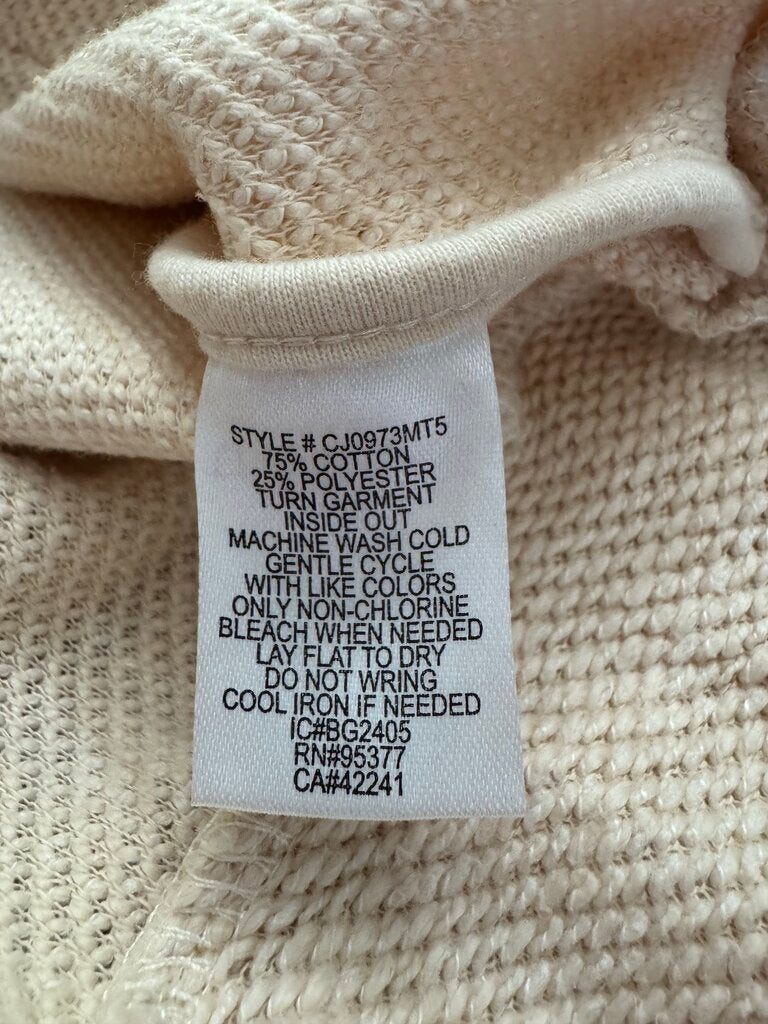 STYLE # CJ0973MT5
75% COTTON
25% POLYESTER
TURN GARMENT
INSIDE OUT
MACHINE WASH COLD
GENTLE CYCLE
WITH LIKE COLORS
ONLY NON-CHLORINE
BLEACH WHEN NEEDED
LAY FLAT TO DRY
DO NOT WRING
COOL IRON IF NEEDED
IC#BG2405
RN#95377
CA#42241